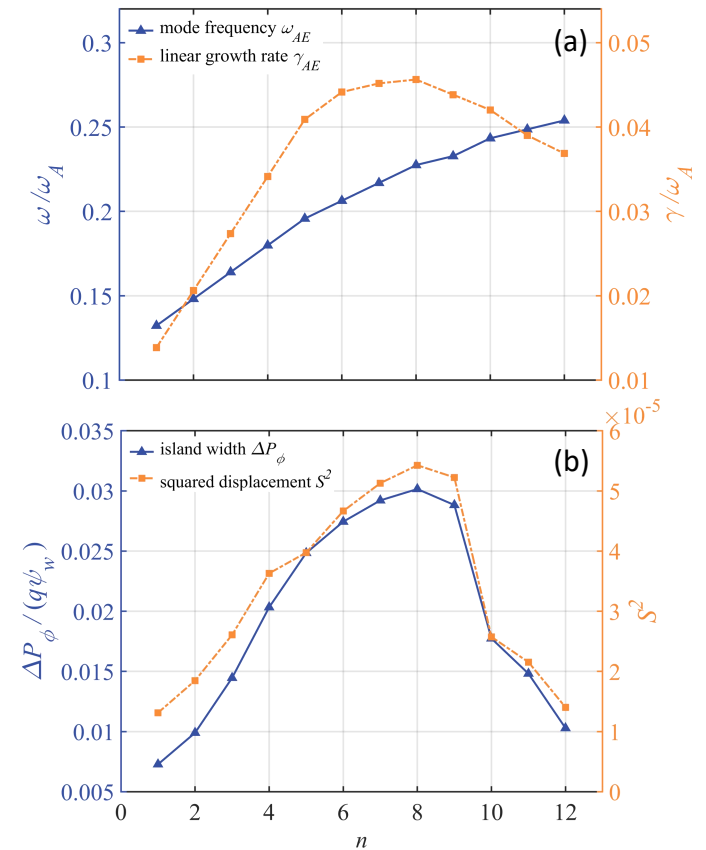 mode frequency ω_AE
linear growth rate γ_AE
(a)
0.3
0.25
0.2
0.15
0.1
ω/ω_A
0.05
0.04
0.03
0.02
0.01
γ/ω_A
×10^-5
island width ΔP_ϕ
squared displacement S^2
(b)
0.035
0.03
0.025
0.02
0.015
0.01
0.005
ΔP_ϕ/(qψ_w)
6
5
4
3
2
1
0
S^2
0 2 4 6 8 10 12
n